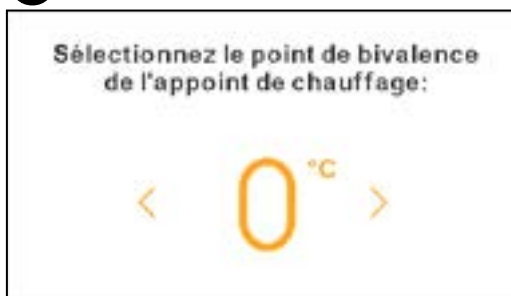 Sélectionnez le point de bivalence
de l'appoint de chauffage:
< 0 °C >